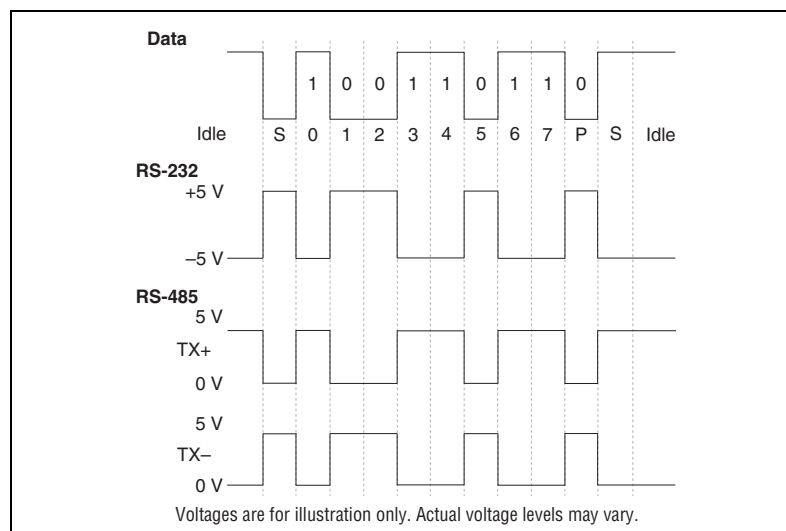 Data
1 0 0 1 1 0 1 1 0
Idle S 0 1 2 3 4 5 6 7 P S Idle
RS-232
+5 V
–5 V
RS-485
5 V
TX+
0 V
5 V
TX–
0 V
Voltages are for illustration only. Actual voltage levels may vary.